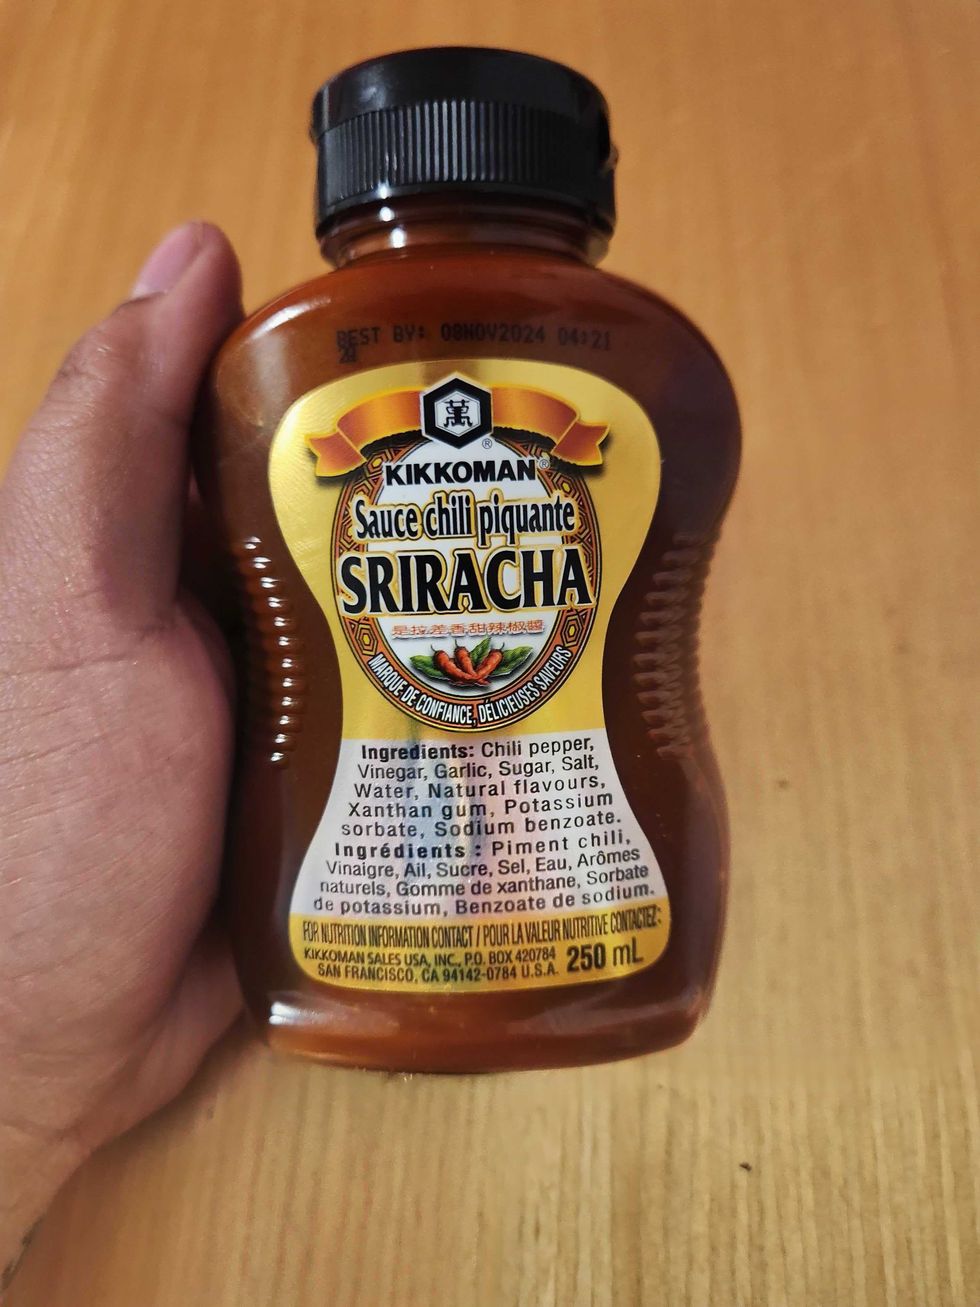 BEST BY: 08NOV2024 04:21
萬
®
KIKKOMAN®
Sauce chili piquante
SRIRACHA
是拉差香甜辣椒醬
MARQUE DE CONFIANCE, DÉLICIEUSES SAVEURS
Ingredients: Chili pepper,
Vinegar, Garlic, Sugar, Salt,
Water, Natural flavours,
Xanthan gum, Potassium
sorbate, Sodium benzoate.
Ingrédients : Piment chili,
Vinaigre, Ail, Sucre, Sel, Eau, Arômes
naturels, Gomme de xanthane, Sorbate
de potassium, Benzoate de sodium.
FOR NUTRITION INFORMATION CONTACT / POUR LA VALEUR NUTRITIVE CONTACTEZ :
KIKKOMAN SALES USA, INC., P.O. BOX 420784
SAN FRANCISCO, CA 94142-0784 U.S.A. 250 mL